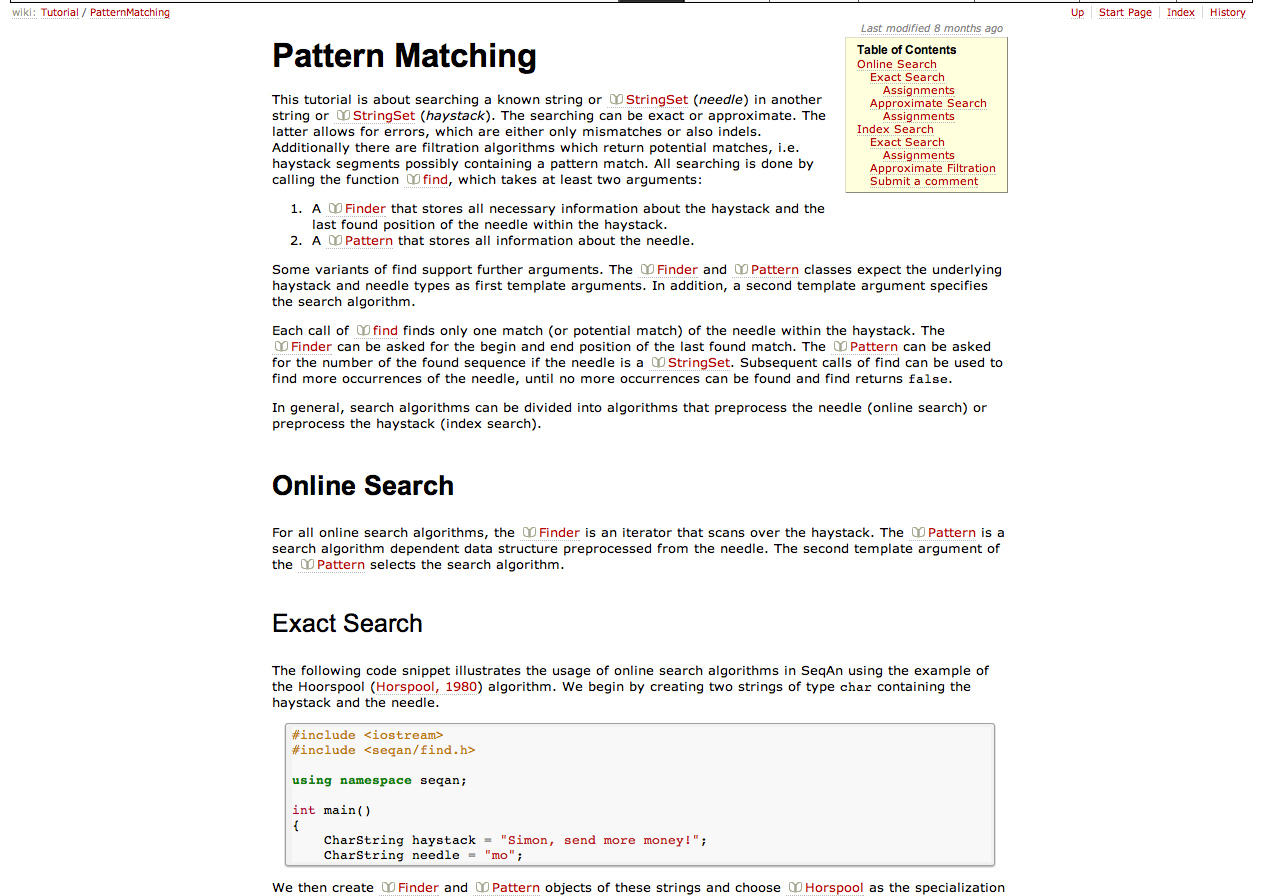 wiki: Tutorial / PatternMatching
Up
Start Page
Index
History
Last modified 8 months ago
Pattern Matching
Table of Contents
Online Search
Exact Search
Assignments
Approximate Search
Assignments
Index Search
Exact Search
Assignments
Approximate Filtration
Submit a comment
This tutorial is about searching a known string or StringSet (needle) in another
string or StringSet (haystack). The searching can be exact or approximate. The
latter allows for errors, which are either only mismatches or also indels.
Additionally there are filtration algorithms which return potential matches, i.e.
haystack segments possibly containing a pattern match. All searching is done by
calling the function find, which takes at least two arguments:
1. A Finder that stores all necessary information about the haystack and the
last found position of the needle within the haystack.
2. A Pattern that stores all information about the needle.
Some variants of find support further arguments. The Finder and Pattern classes expect the underlying
haystack and needle types as first template arguments. In addition, a second template argument specifies
the search algorithm.
Each call of find finds only one match (or potential match) of the needle within the haystack. The
Finder can be asked for the begin and end position of the last found match. The Pattern can be asked
for the number of the found sequence if the needle is a StringSet. Subsequent calls of find can be used to
find more occurrences of the needle, until no more occurrences can be found and find returns false.
In general, search algorithms can be divided into algorithms that preprocess the needle (online search) or
preprocess the haystack (index search).
Online Search
For all online search algorithms, the Finder is an iterator that scans over the haystack. The Pattern is a
search algorithm dependent data structure preprocessed from the needle. The second template argument of
the Pattern selects the search algorithm.
Exact Search
The following code snippet illustrates the usage of online search algorithms in SeqAn using the example of
the Hoorspool (Horspool, 1980) algorithm. We begin by creating two strings of type char containing the
haystack and the needle.
#include <iostream>
#include <seqan/find.h>
using namespace seqan;
int main()
{
CharString haystack = "Simon, send more money!";
CharString needle = "mo";
We then create Finder and Pattern objects of these strings and choose Horspool as the specialization